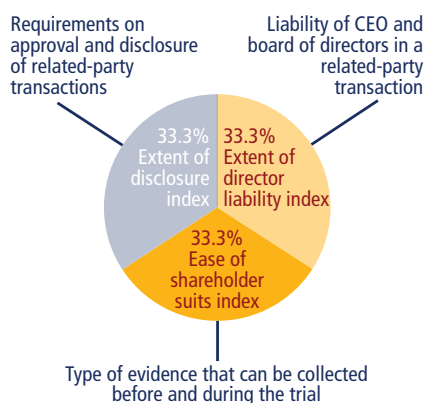 Requirements on
approval and disclosure
of related-party
transactions
Liability of CEO and
board of directors in a
related-party
transaction
33.3%
Extent of
disclosure
index
33.3%
Extent of
director
liability index
33.3%
Ease of
shareholder
suits index
Type of evidence that can be collected
before and during the trial